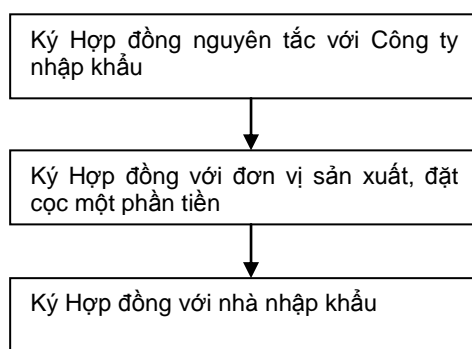 Ký Hợp đồng nguyên tắc với Công ty
nhập khẩu
Ký Hợp đồng với đơn vị sản xuất, đặt
cọc một phần tiền
Ký Hợp đồng với nhà nhập khẩu